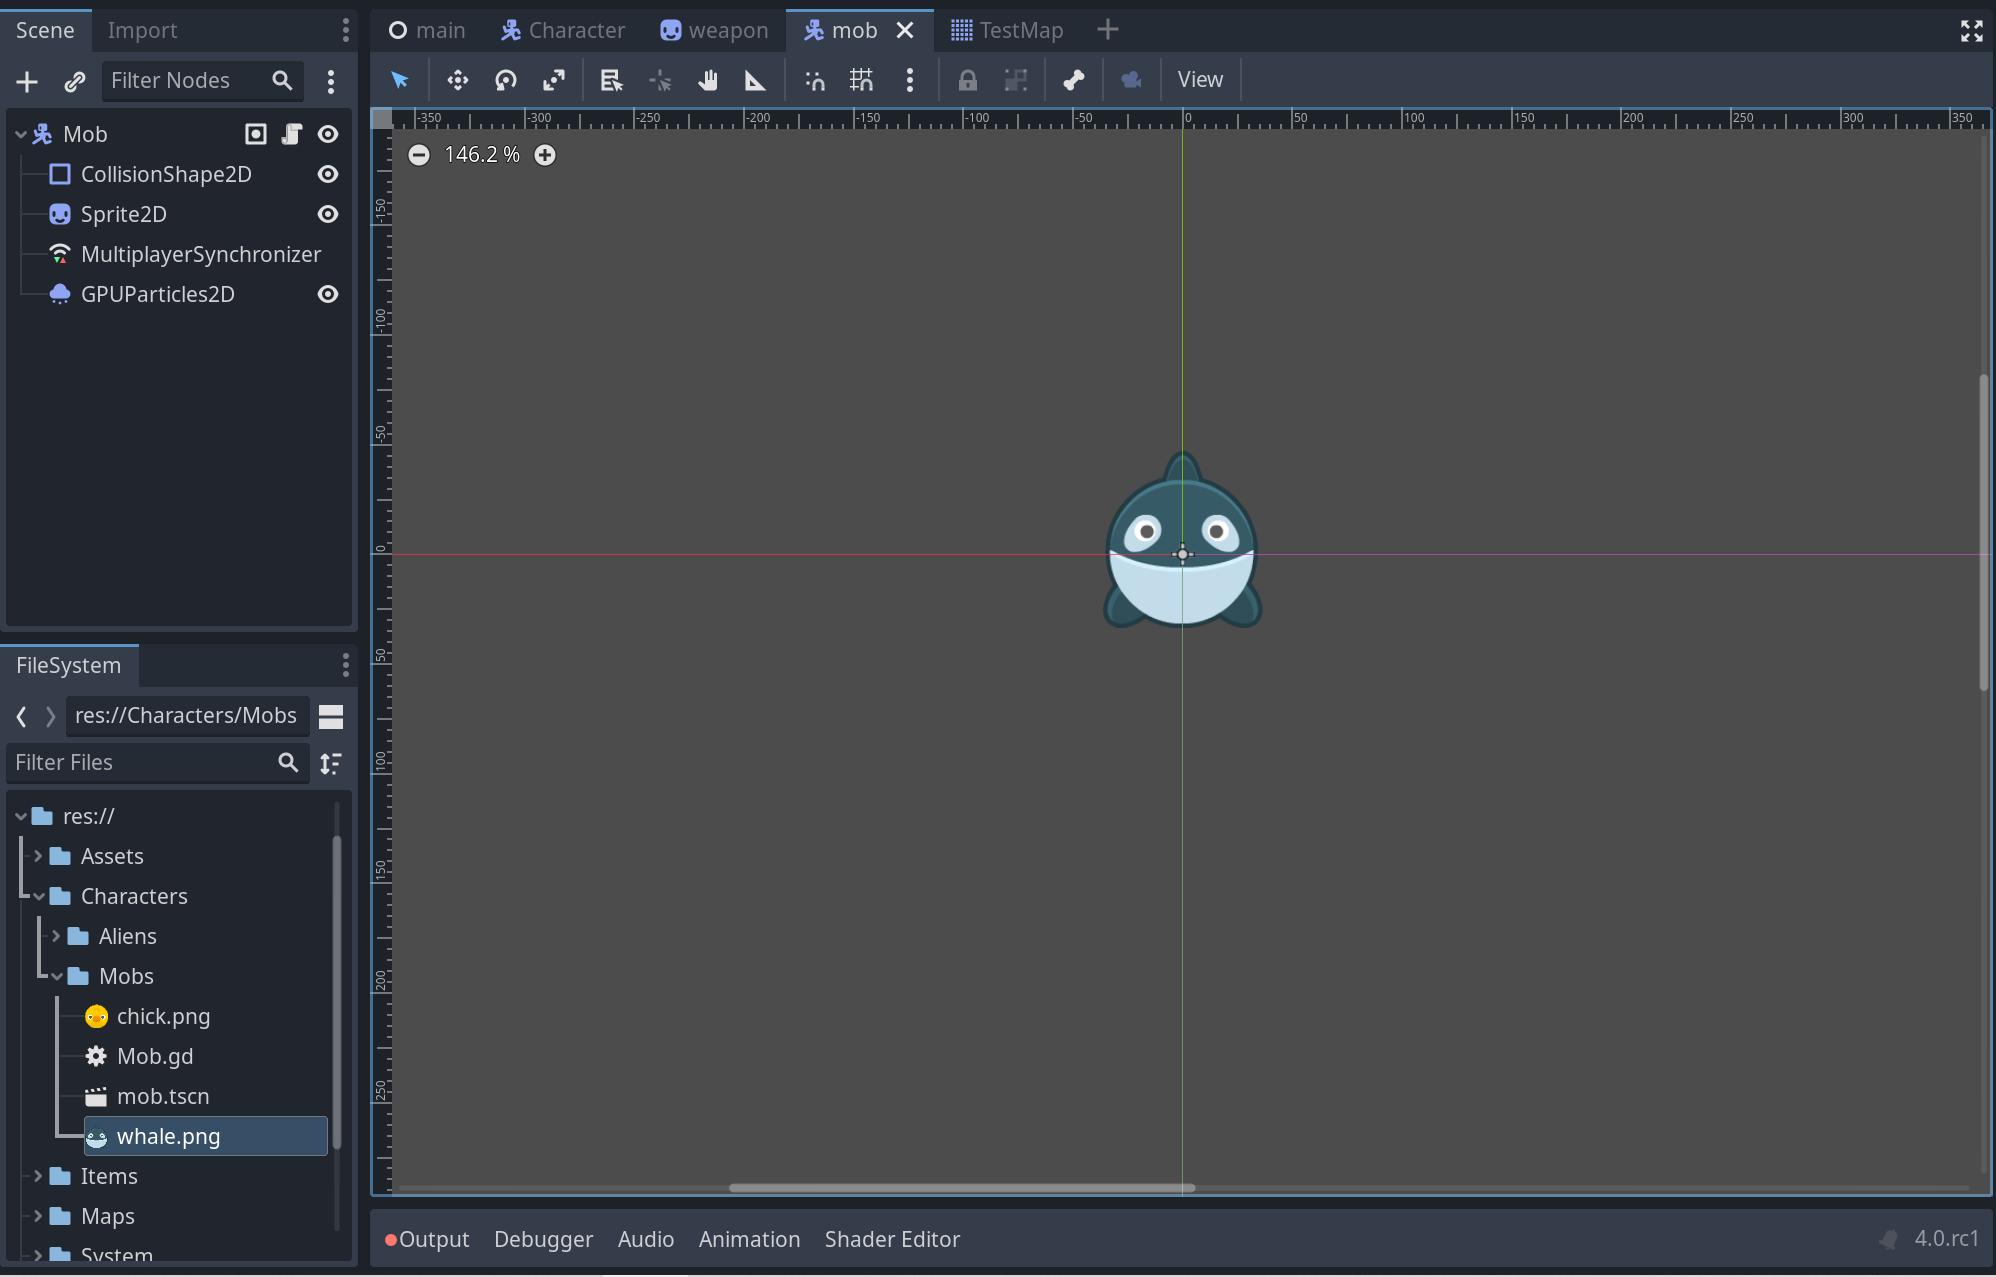 Scene Import
main Character weapon mob TestMap
Filter Nodes
View
Mob
CollisionShape2D
Sprite2D
MultiplayerSynchronizer
GPUParticles2D
-350 -300 -250 -200 -150 -100 -50 0 50 100 150 200 250 300 350
146.2 %
-150
-100
-50
0
50
100
150
200
250
FileSystem
res://Characters/Mobs
Filter Files
res://
Assets
Characters
Aliens
Mobs
chick.png
Mob.gd
mob.tscn
whale.png
Items
Maps
System
Output Debugger Audio Animation Shader Editor
4.0.rc1